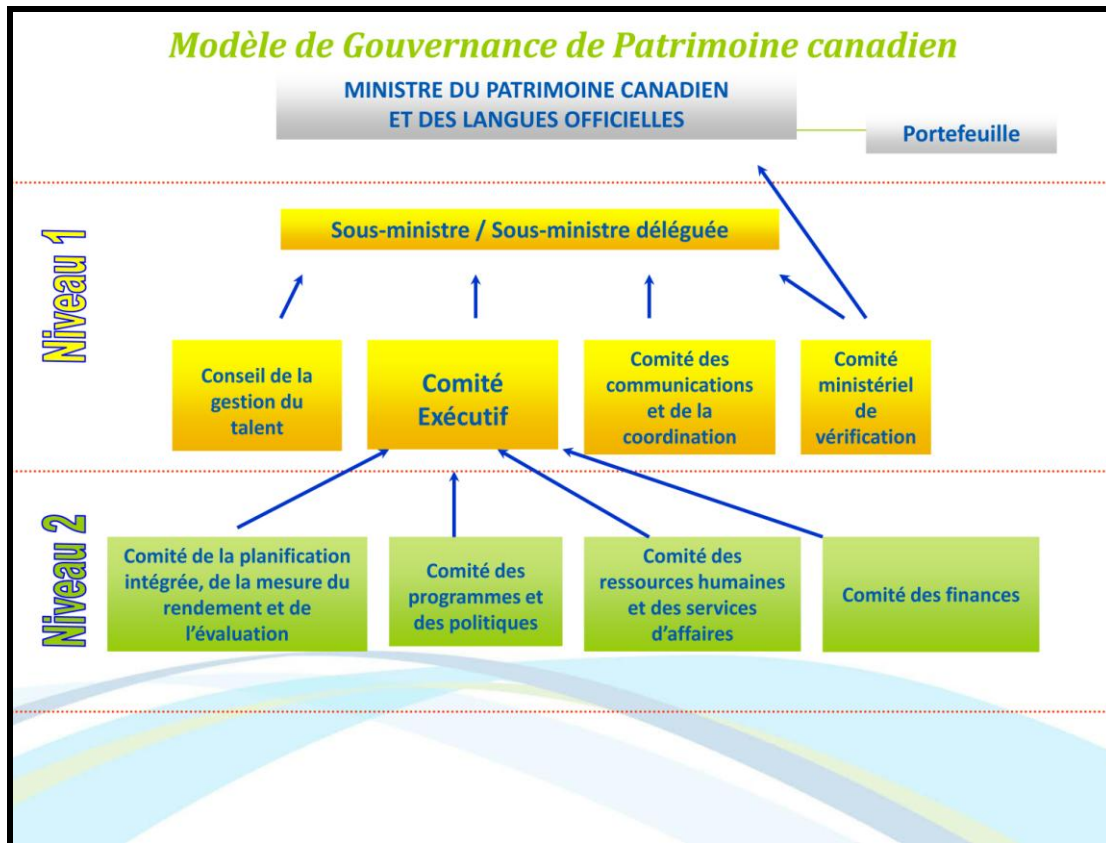 Modèle de Gouvernance de Patrimoine canadien
MINISTRE DU PATRIMOINE CANADIEN
ET DES LANGUES OFFICIELLES
Portefeuille
Niveau 1
Sous-ministre / Sous-ministre déléguée
Conseil de la
gestion du
talent
Comité
Exécutif
Comité des
communications
et de la
coordination
Comité
ministériel
de
vérification
Niveau 2
Comité de la planification
intégrée, de la mesure du
rendement et de
l’évaluation
Comité des
programmes et
des politiques
Comité des
ressources humaines
et des services
d’affaires
Comité des finances